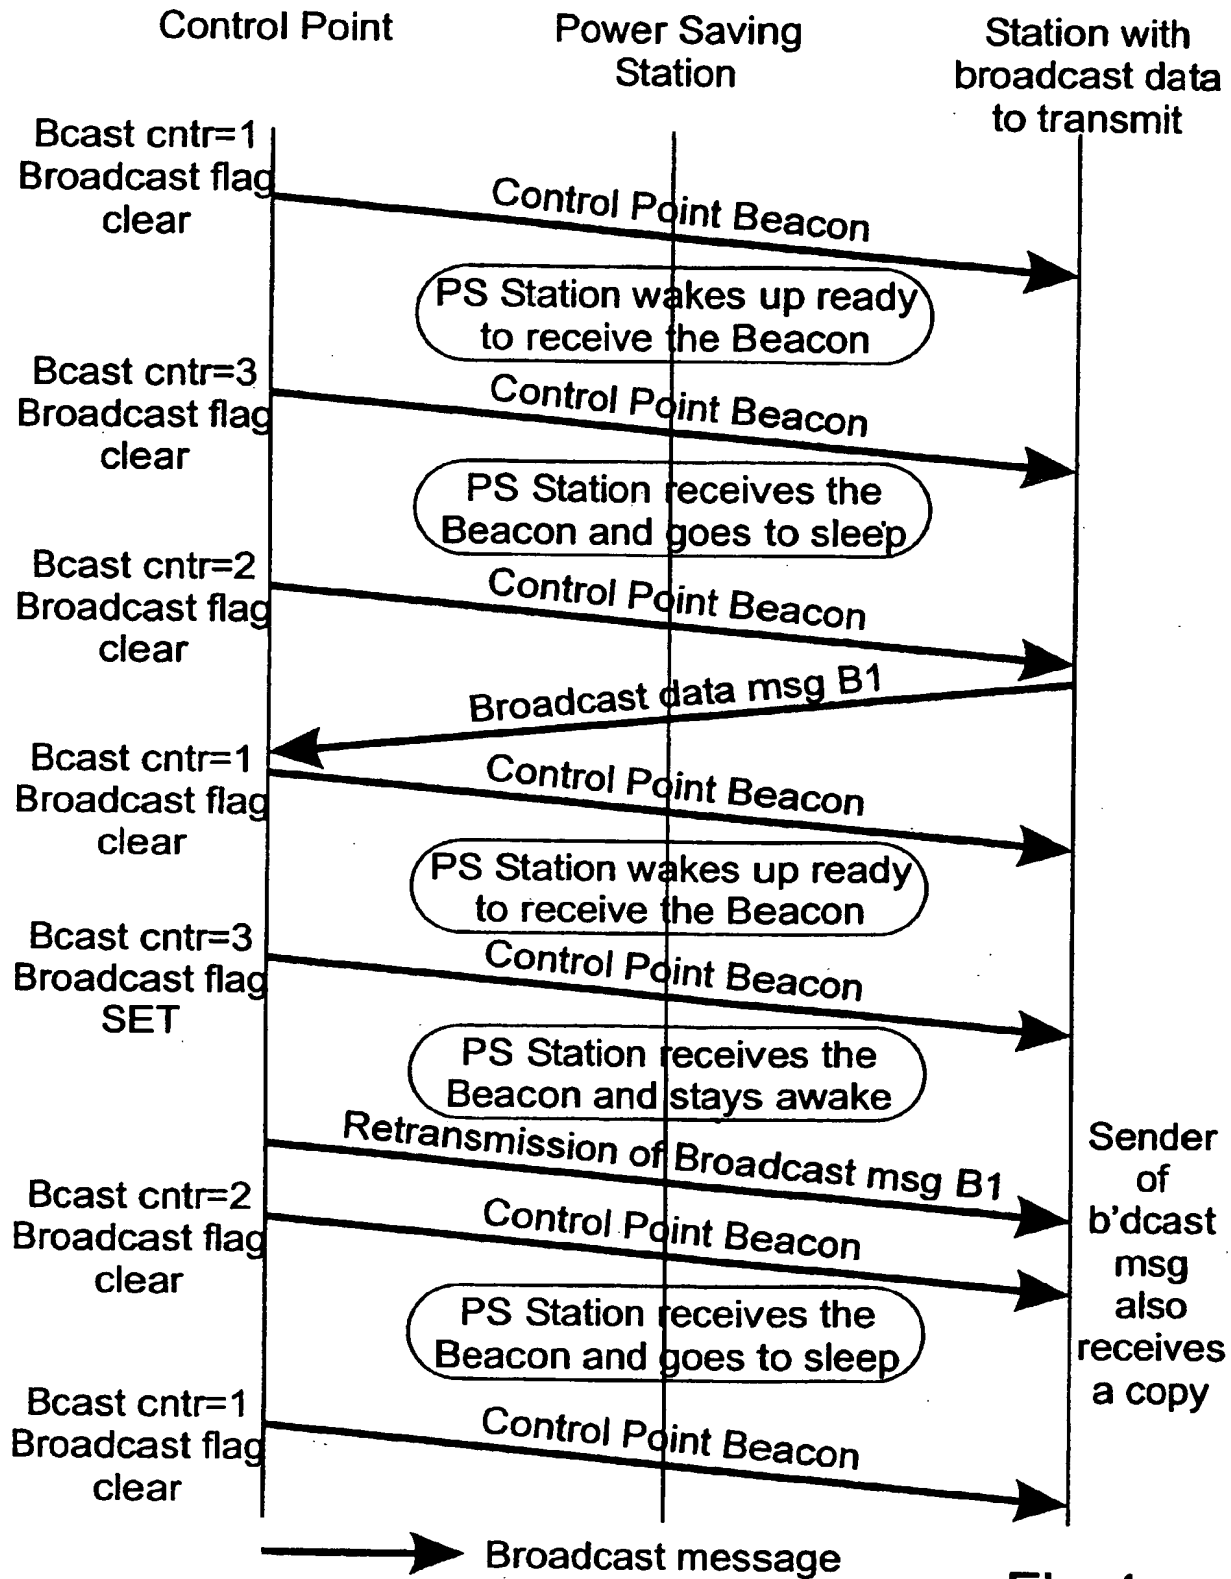 Control Point
Power Saving
Station
Station with
broadcast data
to transmit
Bcast cntr=1
Broadcast flag
clear
Control Point Beacon
PS Station wakes up ready
to receive the Beacon
Bcast cntr=3
Broadcast flag
clear
Control Point Beacon
PS Station receives the
Beacon and goes to sleep
Bcast cntr=2
Broadcast flag
clear
Control Point Beacon
Broadcast data msg B1
Bcast cntr=1
Broadcast flag
clear
Control Point Beacon
PS Station wakes up ready
to receive the Beacon
Bcast cntr=3
Broadcast flag
SET
Control Point Beacon
PS Station receives the
Beacon and stays awake
Retransmission of Broadcast msg B1
Sender
of
b'dcast
msg
also
receives
a copy
Bcast cntr=2
Broadcast flag
clear
Control Point Beacon
PS Station receives the
Beacon and goes to sleep
Bcast cntr=1
Broadcast flag
clear
Control Point Beacon
Broadcast message